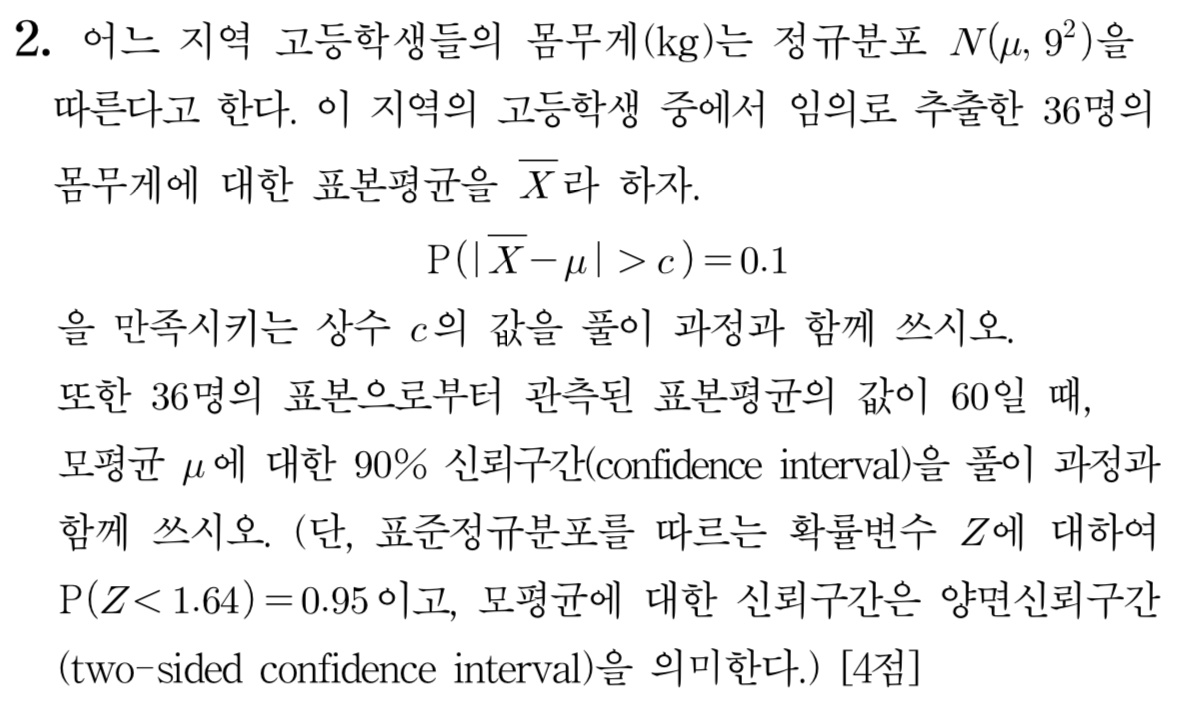 2. 어느 지역 고등학생들의 몸무게(kg)는 정규분포 N(μ, 9²)을
따른다고 한다. 이 지역의 고등학생 중에서 임의로 추출한 36명의
몸무게에 대한 표본평균을 X̅라 하자.
P(|X̅-μ| > c)=0.1
을 만족시키는 상수 c의 값을 풀이 과정과 함께 쓰시오.
또한 36명의 표본으로부터 관측된 표본평균의 값이 60일 때,
모평균 μ에 대한 90% 신뢰구간(confidence interval)을 풀이 과정과
함께 쓰시오. (단, 표준정규분포를 따르는 확률변수 Z에 대하여
P(Z< 1.64)=0.95이고, 모평균에 대한 신뢰구간은 양면신뢰구간
(two-sided confidence interval)을 의미한다.) [4점]